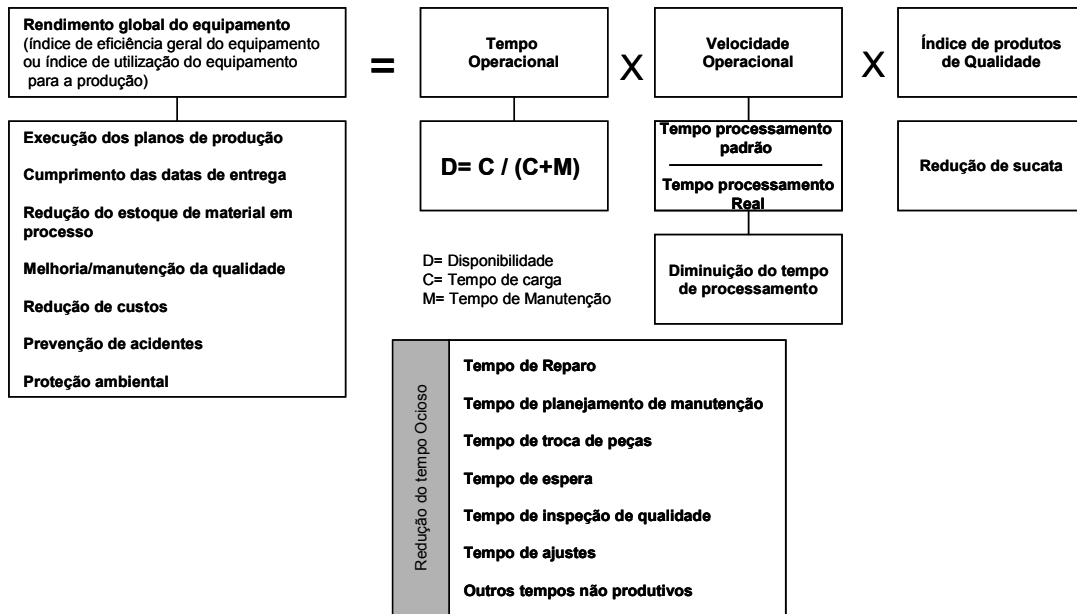 Rendimento global do equipamento
(índice de eficiência geral do equipamento
ou índice de utilização do equipamento
para a produção)
=
Tempo
Operacional
X
Velocidade
Operacional
X
Índice de produtos
de Qualidade
Execução dos planos de produção
Cumprimento das datas de entrega
Redução do estoque de material em
processo
Melhoria/manutenção da qualidade
Redução de custos
Prevenção de acidentes
Proteção ambiental
D= C / (C+M)
Tempo processamento
padrão
Tempo processamento
Real
Redução de sucata
D= Disponibilidade
C= Tempo de carga
M= Tempo de Manutenção
Diminuição do tempo
de processamento
Redução do tempo Ocioso
Tempo de Reparo
Tempo de planejamento de manutenção
Tempo de troca de peças
Tempo de espera
Tempo de inspeção de qualidade
Tempo de ajustes
Outros tempos não produtivos